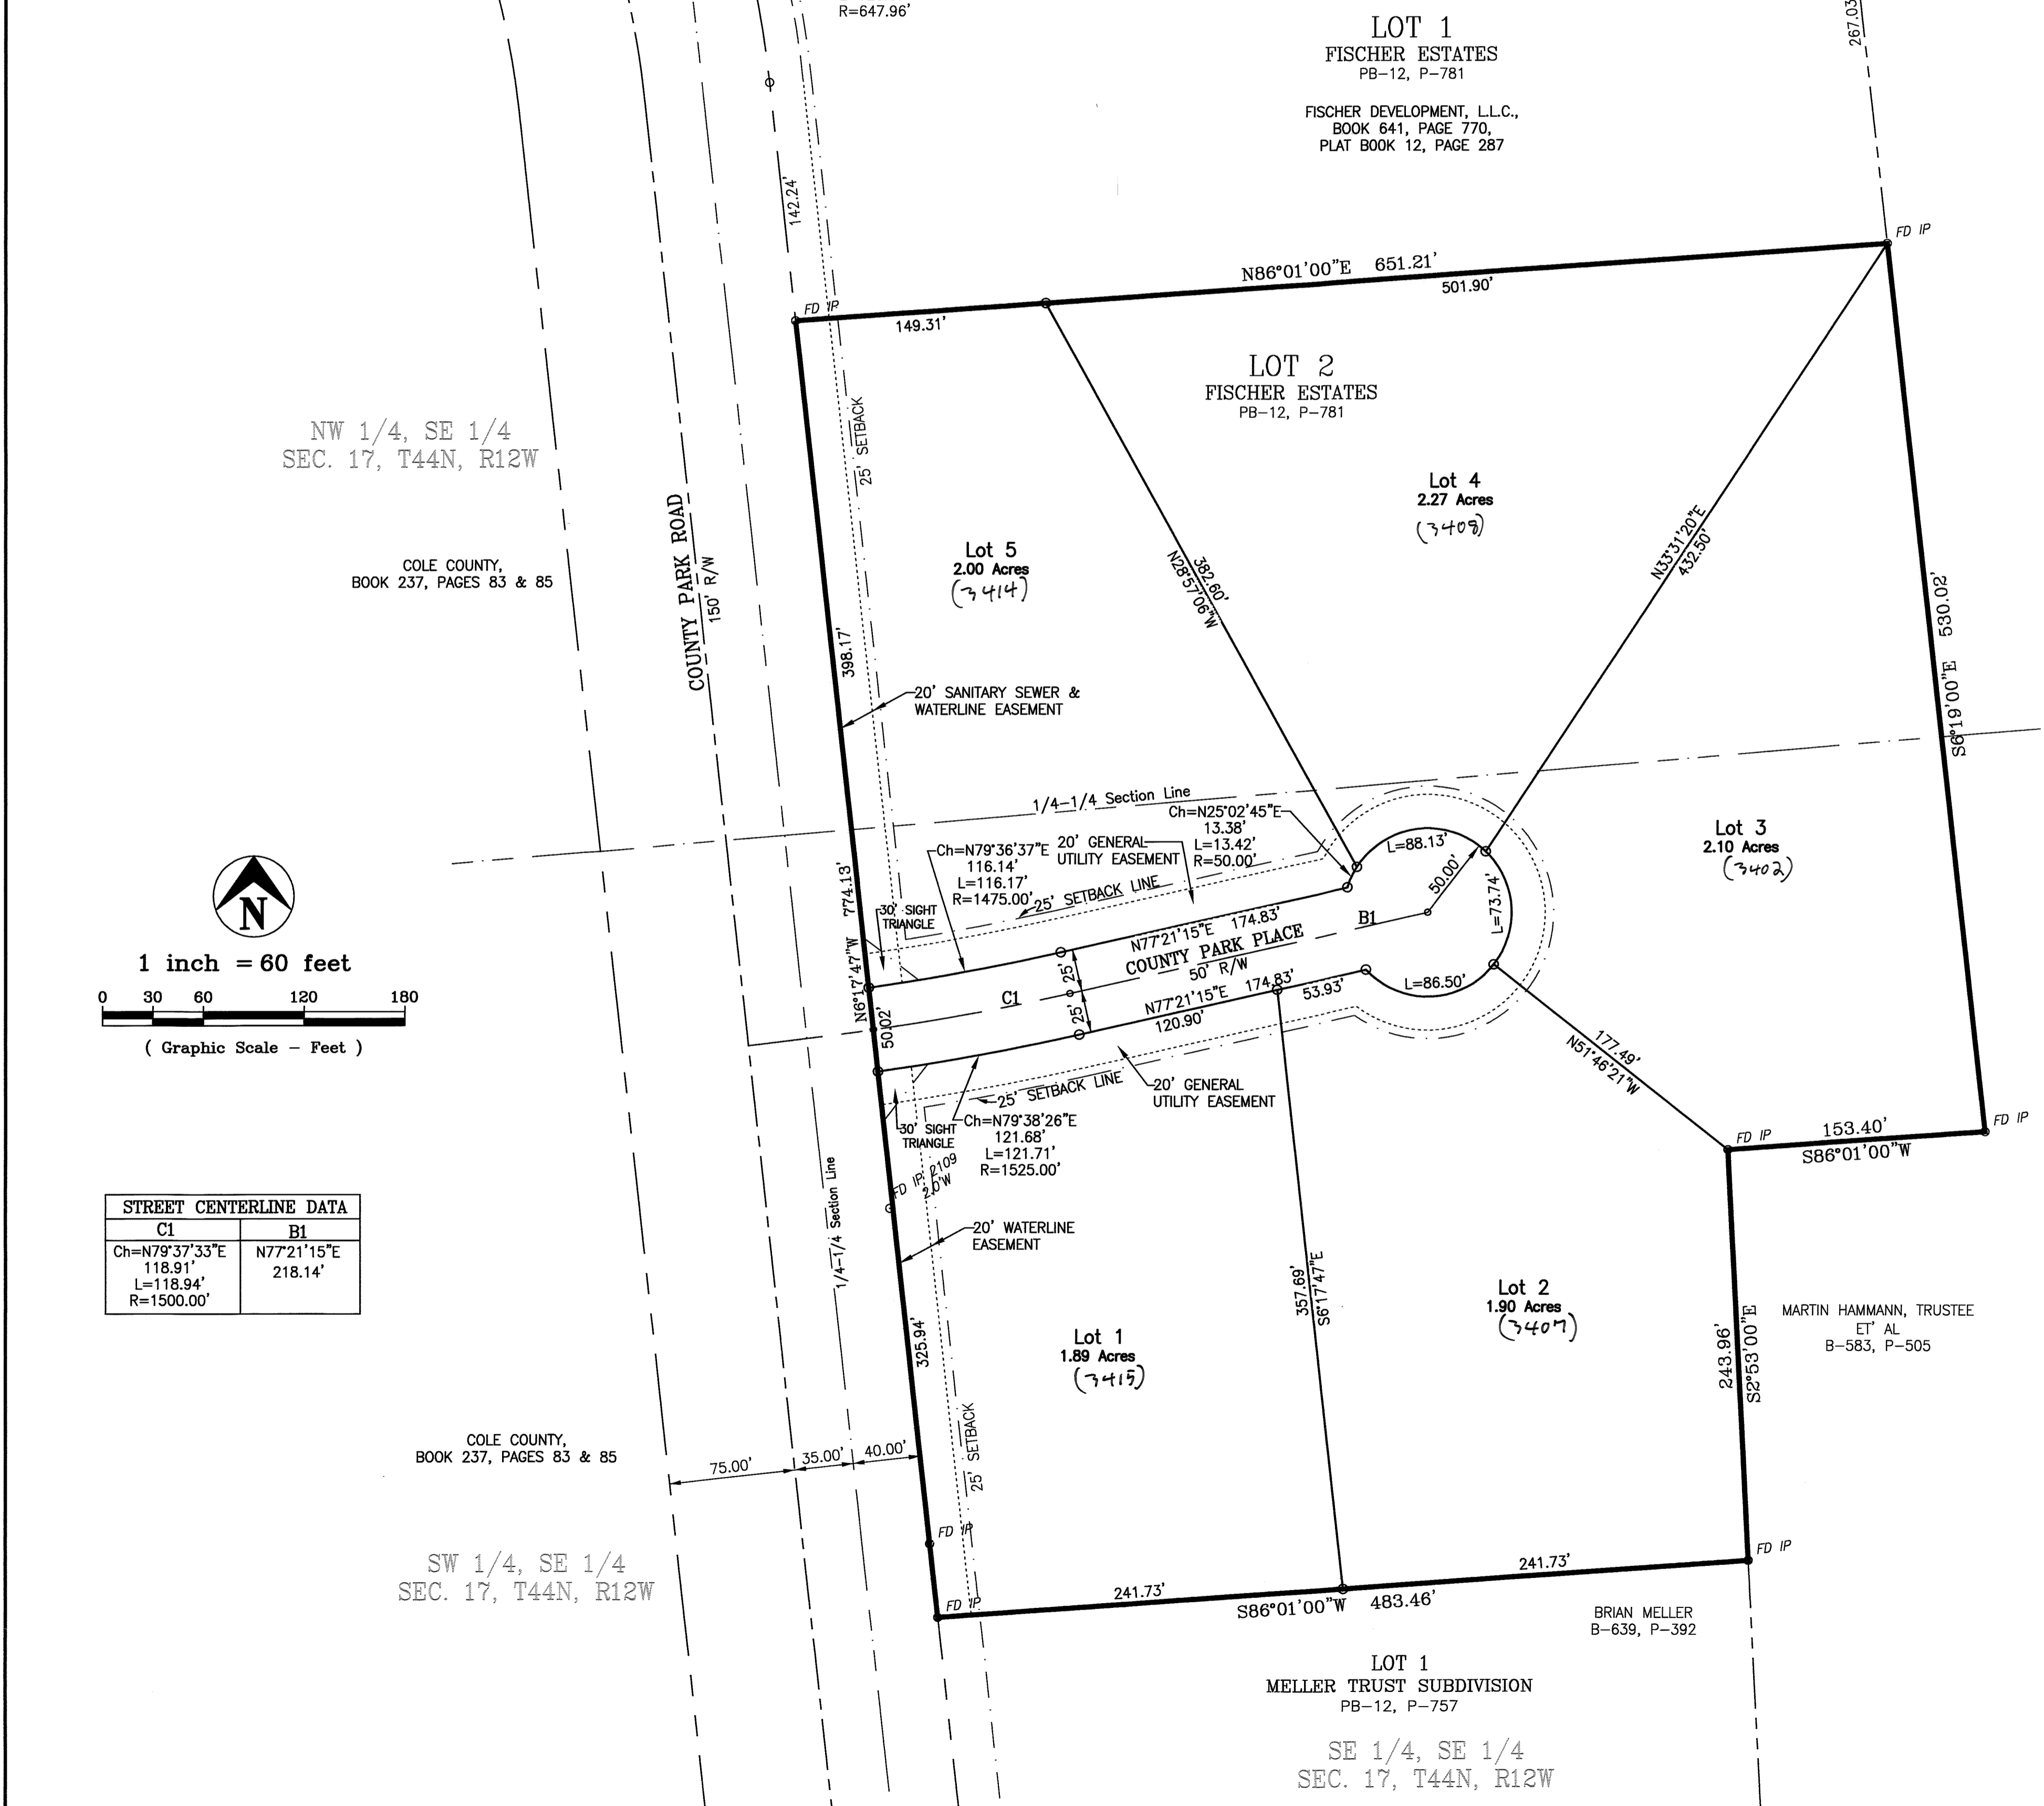 R=647.96'
LOT 1
FISCHER ESTATES
PB-12, P-781
FISCHER DEVELOPMENT, L.L.C.,
BOOK 641, PAGE 770,
PLAT BOOK 12, PAGE 287
267.03
142.24'
FD IP
N86°01'00"E 651.21'
501.90'
FD IP
149.31'
LOT 2
FISCHER ESTATES
PB-12, P-781
25' SETBACK
NW 1/4, SE 1/4
SEC. 17, T44N, R12W
COUNTY PARK ROAD
150' R/W
COLE COUNTY,
BOOK 237, PAGES 83 & 85
Lot 5
2.00 Acres
(3414)
Lot 4
2.27 Acres
(3408)
382.60'
N28°57'06"W
N33°31'20"E
432.50'
S6°19'00"E 530.02'
398.17'
20' SANITARY SEWER &
WATERLINE EASEMENT
1/4-1/4 Section Line
Ch=N25°02'45"E
13.38'
L=13.42'
R=50.00'
20' GENERAL
UTILITY EASEMENT
Ch=N79°36'37"E
116.14'
L=116.17'
R=1475.00'
25' SETBACK LINE
L=88.13'
50.00'
L=73.74'
Lot 3
2.10 Acres
(3402)
N6°17'47"W 774.13'
30' SIGHT
TRIANGLE
N77°21'15"E 174.83'
COUNTY PARK PLACE
50' R/W
B1
C1
25'
25'
50.02'
N77°21'15"E 174.83'
120.90'
53.93'
L=86.50'
N
1 inch = 60 feet
0 30 60 120 180
( Graphic Scale - Feet )
177.49'
N51°46'21"W
25' SETBACK LINE
20' GENERAL
UTILITY EASEMENT
30' SIGHT
TRIANGLE
Ch=N79°38'26"E
121.68'
L=121.71'
R=1525.00'
FD IP
153.40'
S86°01'00"W
FD IP
FD IP 2109
2.0'W
1/4-1/4 Section Line
STREET CENTERLINE DATA
C1 B1
Ch=N79°37'33"E N77°21'15"E
118.91' 218.14'
L=118.94'
R=1500.00'
20' WATERLINE
EASEMENT
357.69'
S6°17'47"E
Lot 2
1.90 Acres
(3407)
Lot 1
1.89 Acres
(3415)
325.94'
243.96'
S2°53'00"E
MARTIN HAMMANN, TRUSTEE
ET' AL
B-583, P-505
COLE COUNTY,
BOOK 237, PAGES 83 & 85
75.00' 35.00' 40.00'
25' SETBACK
FD IP
FD IP
SW 1/4, SE 1/4
SEC. 17, T44N, R12W
FD IP
241.73'
241.73'
S86°01'00"W 483.46'
BRIAN MELLER
B-639, P-392
LOT 1
MELLER TRUST SUBDIVISION
PB-12, P-757
SE 1/4, SE 1/4
SEC. 17, T44N, R12W